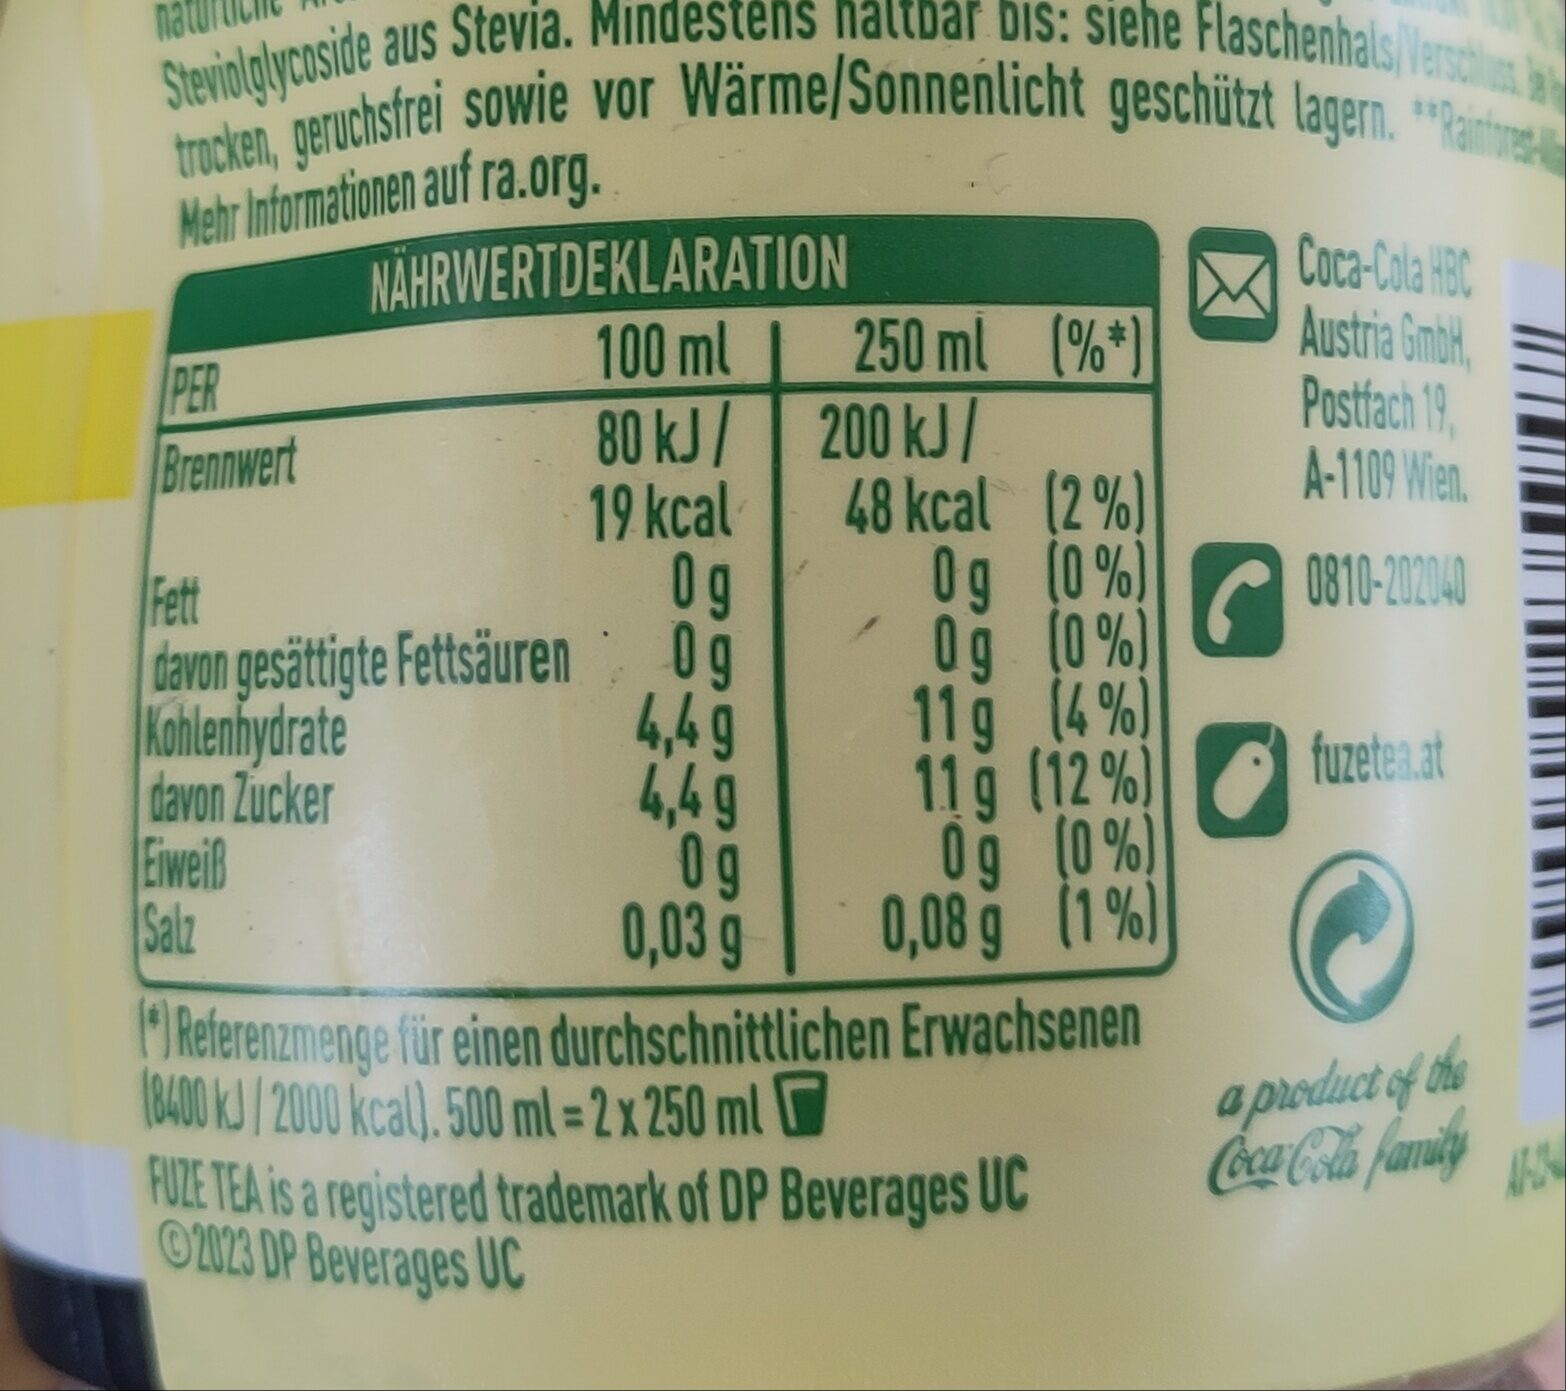 natürliche
Steviolglycoside aus Stevia. Mindestens haltbar bis: siehe Flaschenhals/Verschluss.
trocken, geruchsfrei sowie vor Wärme/Sonnenlicht geschützt lagern. **Rainforest
Mehr Informationen auf ra.org.
NÄHRWERTDEKLARATION
PER 100 ml 250 ml (%*)
Brennwert 80 kJ / 200 kJ /
19 kcal 48 kcal (2 %)
Fett 0 g 0 g (0 %)
davon gesättigte Fettsäuren 0 g 0 g (0 %)
Kohlenhydrate 4,4 g 11 g (4 %)
davon Zucker 4,4 g 11 g (12 %)
Eiweiß 0 g 0 g (0 %)
Salz 0,03 g 0,08 g (1 %)
(*) Referenzmenge für einen durchschnittlichen Erwachsenen
(8400 kJ / 2000 kcal). 500 ml = 2 x 250 ml
FUZE TEA is a registered trademark of DP Beverages UC
©2023 DP Beverages UC
Coca-Cola HBC
Austria GmbH,
Postfach 19,
A-1109 Wien.
0810-202040
fuzetea.at
a product of the
Coca-Cola family